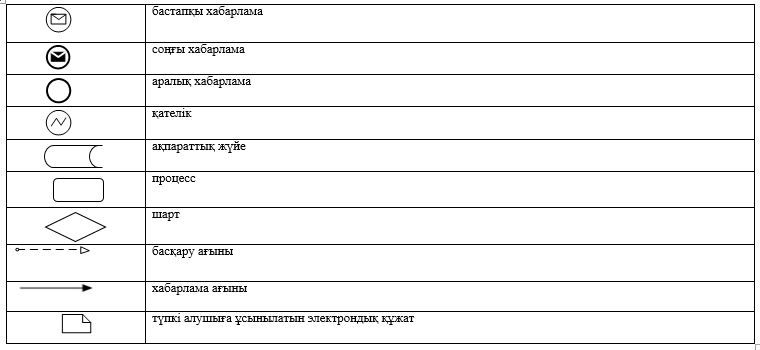 бастапқы хабарлама
соңғы хабарлама
аралық хабарлама
қателік
ақпараттық жүйе
процесс
шарт
басқару ағыны
хабарлама ағыны
түпкі алушыға ұсынылатын электрондық құжат